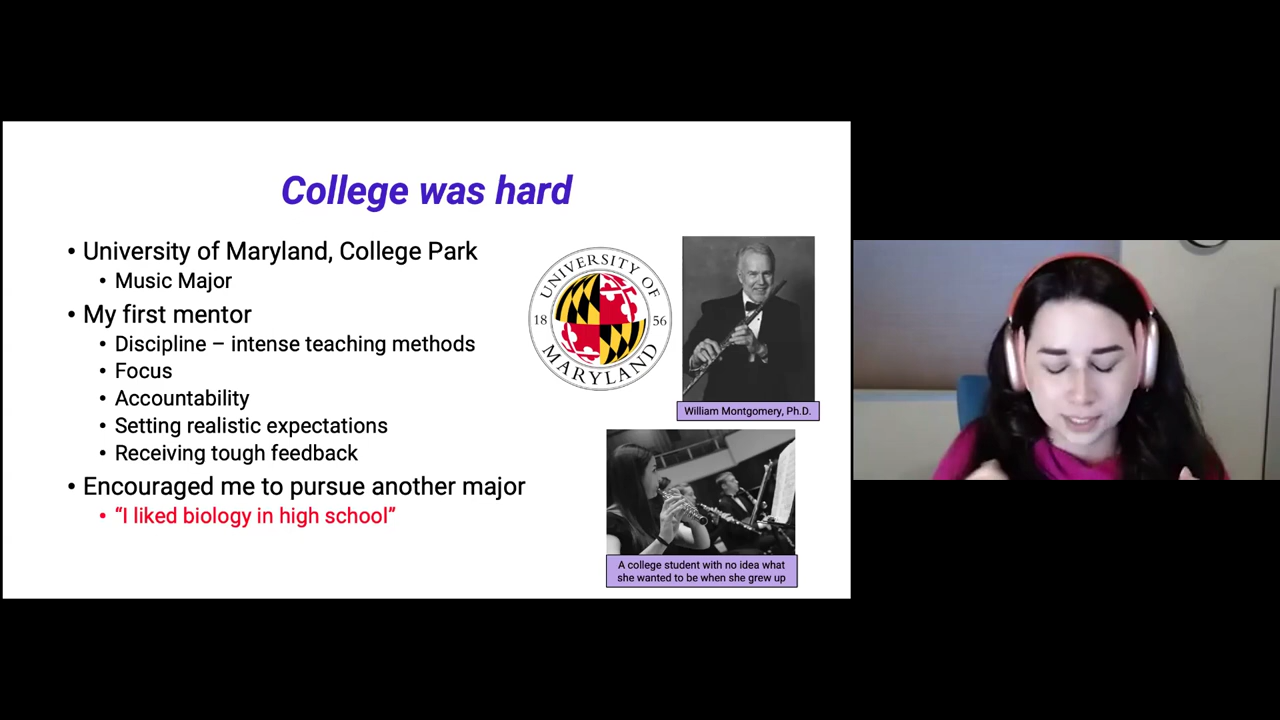 College was hard
• University of Maryland, College Park
• Music Major
• My first mentor
• Discipline – intense teaching methods
• Focus
• Accountability
• Setting realistic expectations
• Receiving tough feedback
• Encouraged me to pursue another major
• “I liked biology in high school”
UNIVERSITY OF
18 56
MARYLAND
William Montgomery, Ph.D.
A college student with no idea what
she wanted to be when she grew up